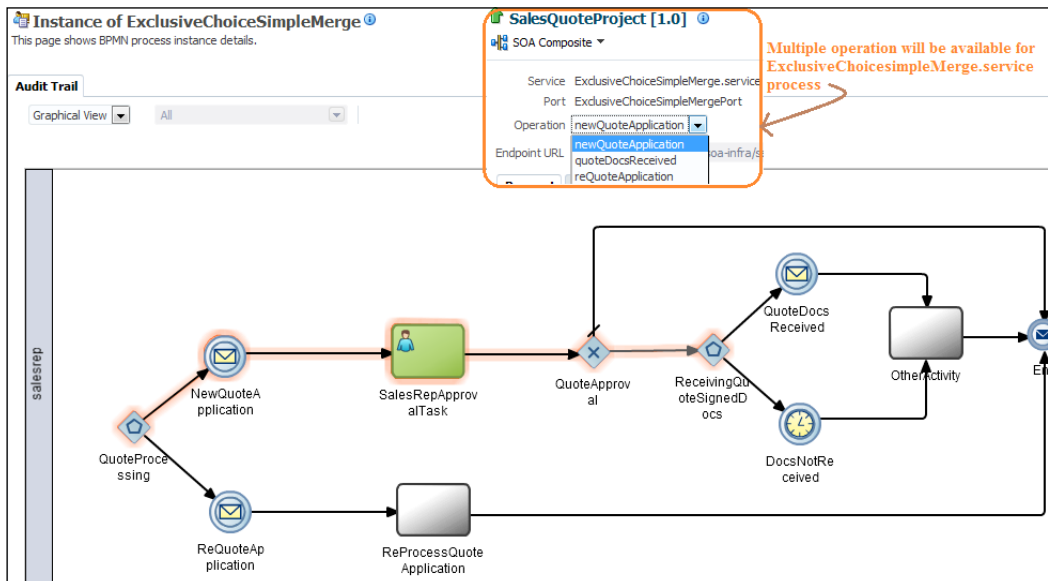 Instance of ExclusiveChoiceSimpleMerge
This page shows BPMN process instance details.
Audit Trail
Graphical View
All
SalesQuoteProject [1.0]
SOA Composite
Service ExclusiveChoiceSimpleMerge.service
Port ExclusiveChoiceSimpleMergePort
Operation newQuoteApplication
newQuoteApplication
quoteDocsReceived
reQuoteApplication
Endpoint URL
Multiple operation will be available for
ExclusiveChoicesimpleMerge.service
process
salesrep
QuoteProce
ssing
NewQuoteA
pplication
SalesRepApprov
alTask
QuoteApprov
al
ReceivingQu
oteSignedD
ocs
QuoteDocs
Received
DocsNotRe
ceived
OtherActivity
En
ReQuoteAp
plication
ReProcessQuote
Application